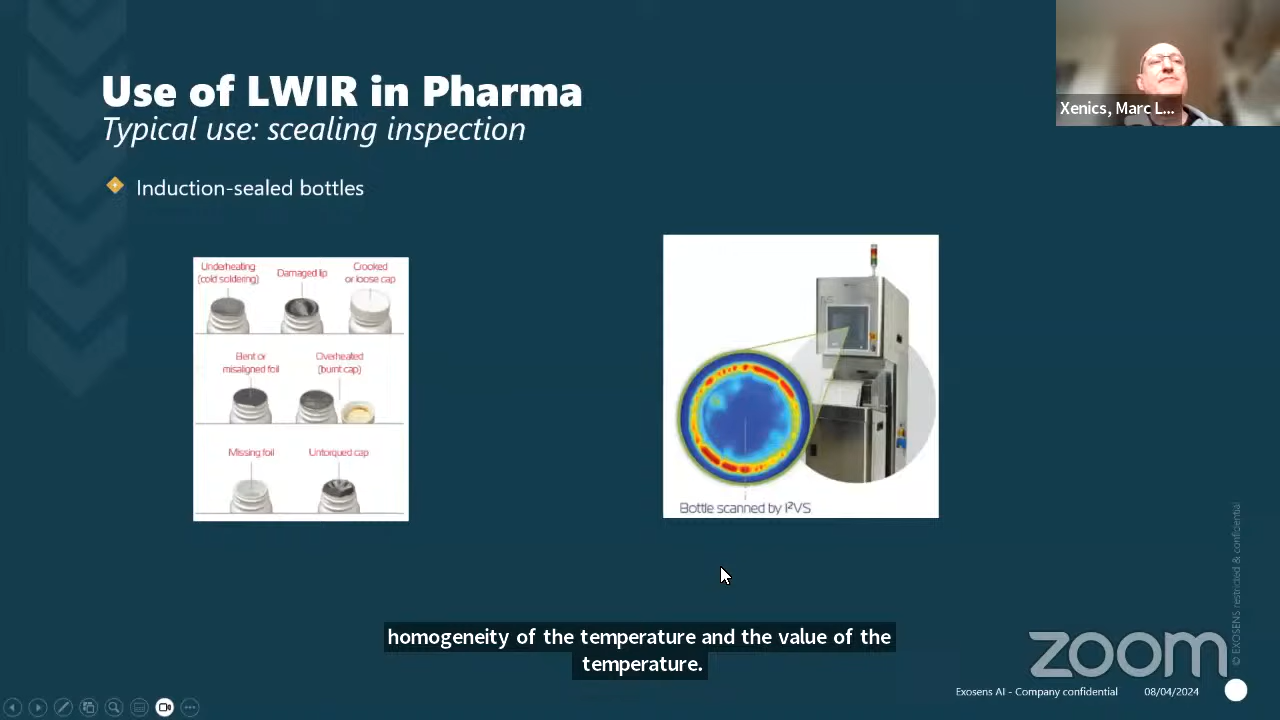 Use of LWIR in Pharma
Typical use: scealing inspection
Xenics, Marc L...
Induction-sealed bottles
Underheating
(cold soldering)
Damaged lip
Crooked
or loose cap
Bent or
misaligned foil
Overheated
(burnt cap)
Missing foil
Untorqued cap
Bottle scanned by I²VS
homogeneity of the temperature and the value of the
temperature.
© EXOSENS restricted & confidential
zoom
Exosens AI - Company confidential
08/04/2024